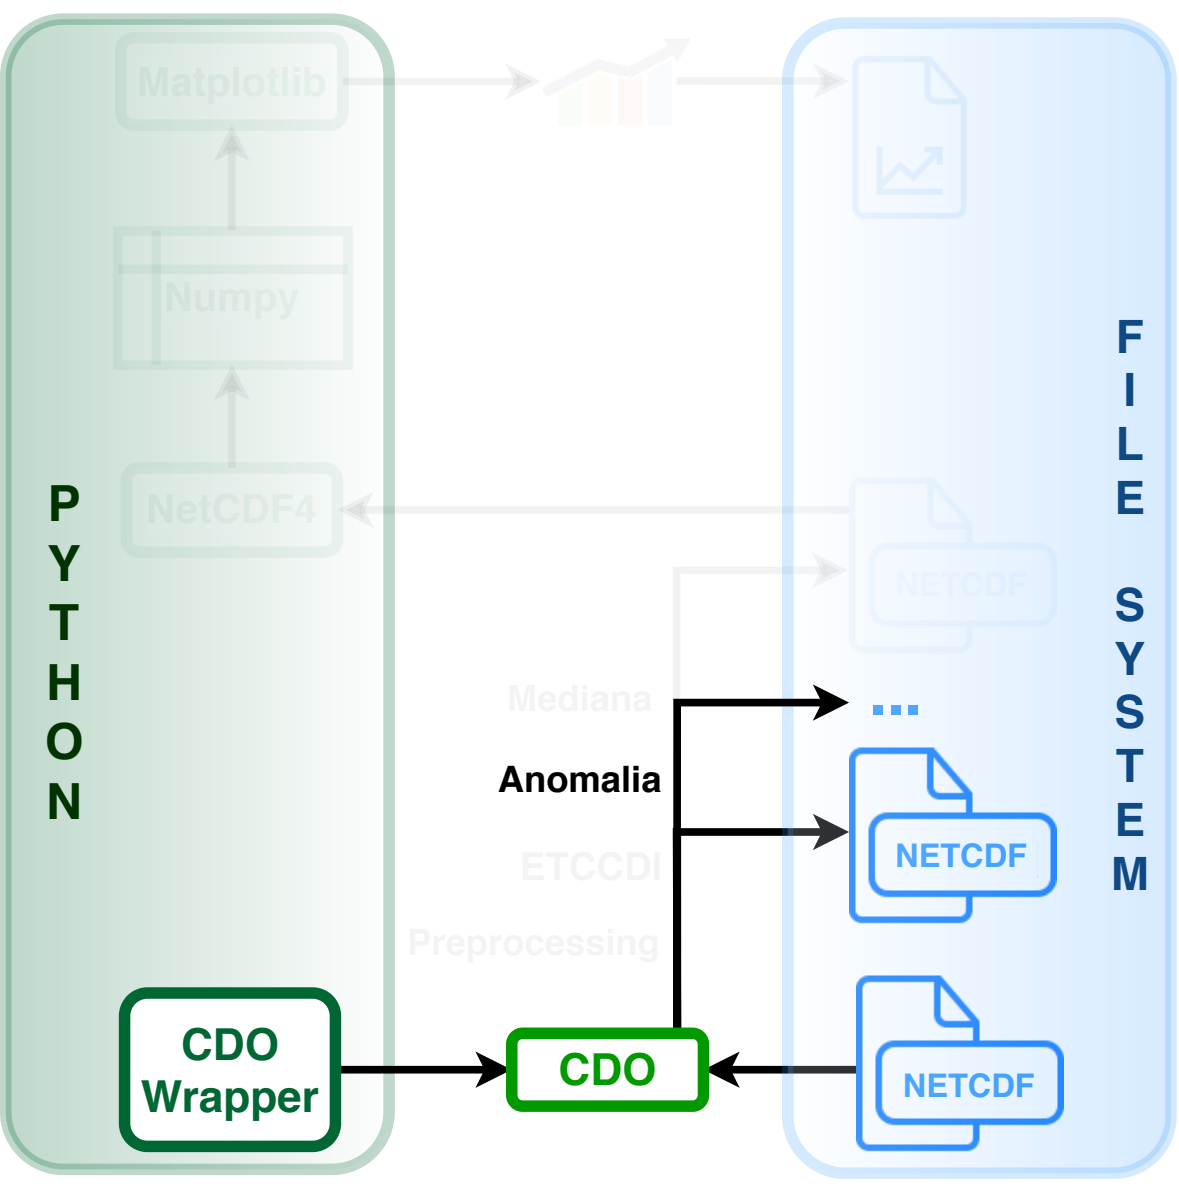 Matplotlib
Numpy
NetCDF4
PYTHON
FILE SYSTEM
NETCDF
Mediana
...
Anomalia
NETCDF
ETCCDI
Preprocessing
CDO
Wrapper
CDO
NETCDF